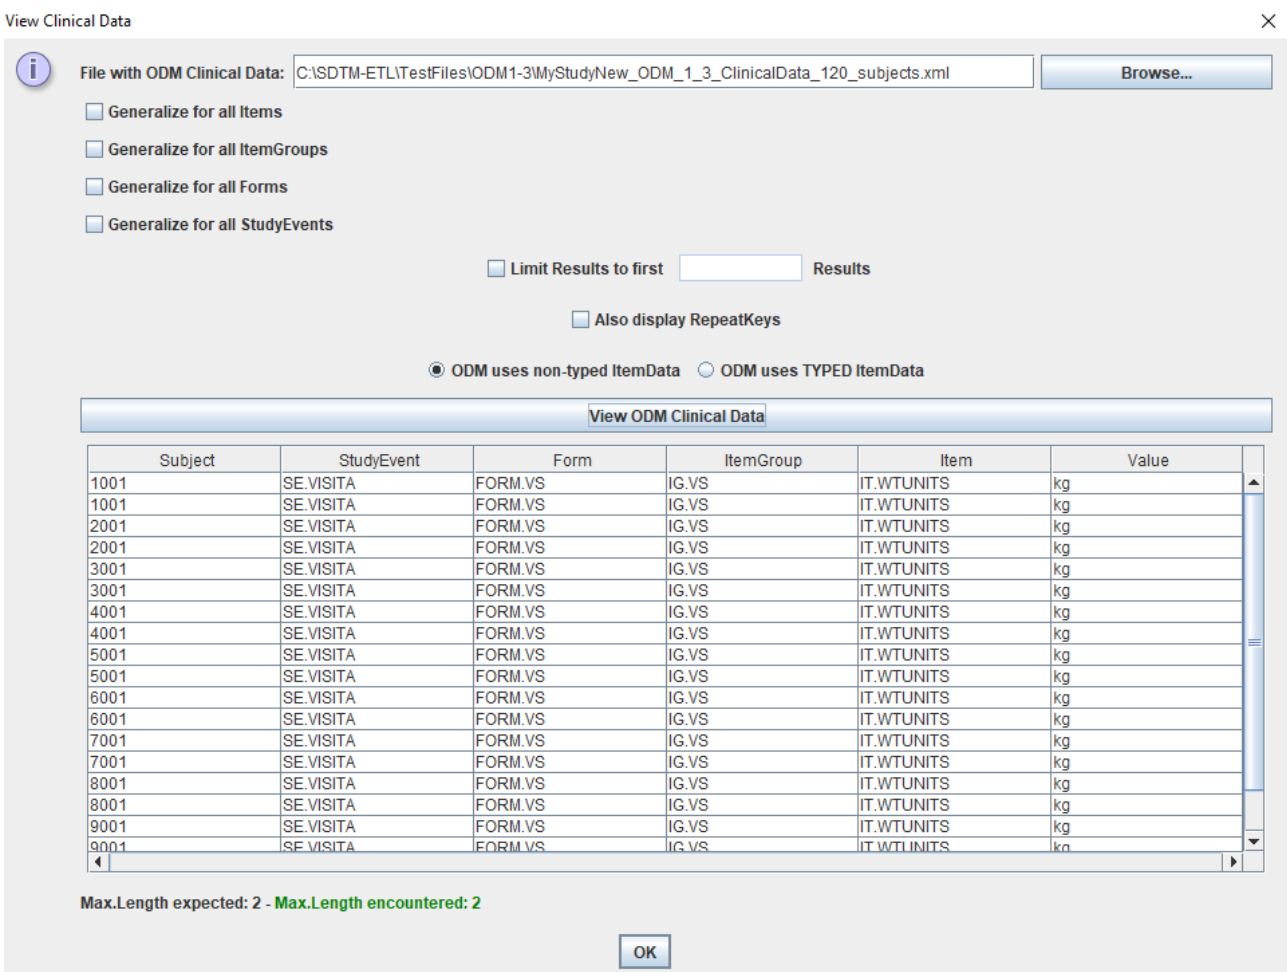 View Clinical Data
i File with ODM Clinical Data: C:\SDTM-ETL\TestFiles\ODM1-3\MyStudyNew_ODM_1_3_ClinicalData_120_subjects.xml Browse...
Generalize for all Items
Generalize for all ItemGroups
Generalize for all Forms
Generalize for all StudyEvents
Limit Results to first Results
Also display RepeatKeys
ODM uses non-typed ItemData ODM uses TYPED ItemData
View ODM Clinical Data
Subject StudyEvent Form ItemGroup Item Value
1001 SE.VISITA FORM.VS IG.VS IT.WTUNITS kg
1001 SE.VISITA FORM.VS IG.VS IT.WTUNITS kg
2001 SE.VISITA FORM.VS IG.VS IT.WTUNITS kg
2001 SE.VISITA FORM.VS IG.VS IT.WTUNITS kg
3001 SE.VISITA FORM.VS IG.VS IT.WTUNITS kg
3001 SE.VISITA FORM.VS IG.VS IT.WTUNITS kg
4001 SE.VISITA FORM.VS IG.VS IT.WTUNITS kg
4001 SE.VISITA FORM.VS IG.VS IT.WTUNITS kg
5001 SE.VISITA FORM.VS IG.VS IT.WTUNITS kg
5001 SE.VISITA FORM.VS IG.VS IT.WTUNITS kg
6001 SE.VISITA FORM.VS IG.VS IT.WTUNITS kg
6001 SE.VISITA FORM.VS IG.VS IT.WTUNITS kg
7001 SE.VISITA FORM.VS IG.VS IT.WTUNITS kg
7001 SE.VISITA FORM.VS IG.VS IT.WTUNITS kg
8001 SE.VISITA FORM.VS IG.VS IT.WTUNITS kg
8001 SE.VISITA FORM.VS IG.VS IT.WTUNITS kg
9001 SE.VISITA FORM.VS IG.VS IT.WTUNITS kg
9001 SE.VISITA FORM.VS IG.VS IT.WTUNITS kg
Max.Length expected: 2 - Max.Length encountered: 2
OK